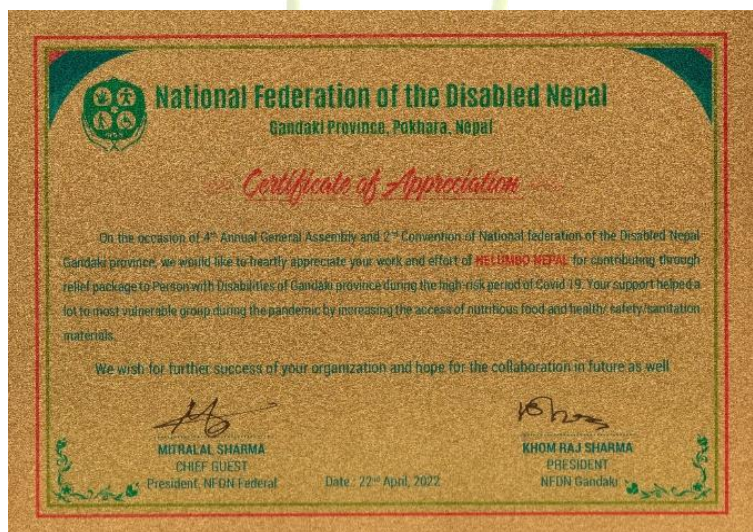 National Federation of the Disabled Nepal
Gandaki Province, Pokhara, Nepal
Certificate of Appreciation
On the occasion of 4th Annual General Assembly and 2nd Convention of National federation of the Disabled Nepal
Gandaki province, we would like to heartly appreciate your work and effort of NELUMBO NEPAL for contributing through
relief package to Person with Disabilities of Gandaki province during the high-risk period of Covid 19. Your support helped a
lot to most vulnerable group during the pandemic by increasing the access of nutritious food and health/ safety/sanitation
materials.
We wish for further success of your organization and hope for the collaboration in future as well
MITRALAL SHARMA
CHIEF GUEST
President, NFDN Federal
Date: 22nd April, 2022
KHOM RAJ SHARMA
PRESIDENT
NFDN Gandaki